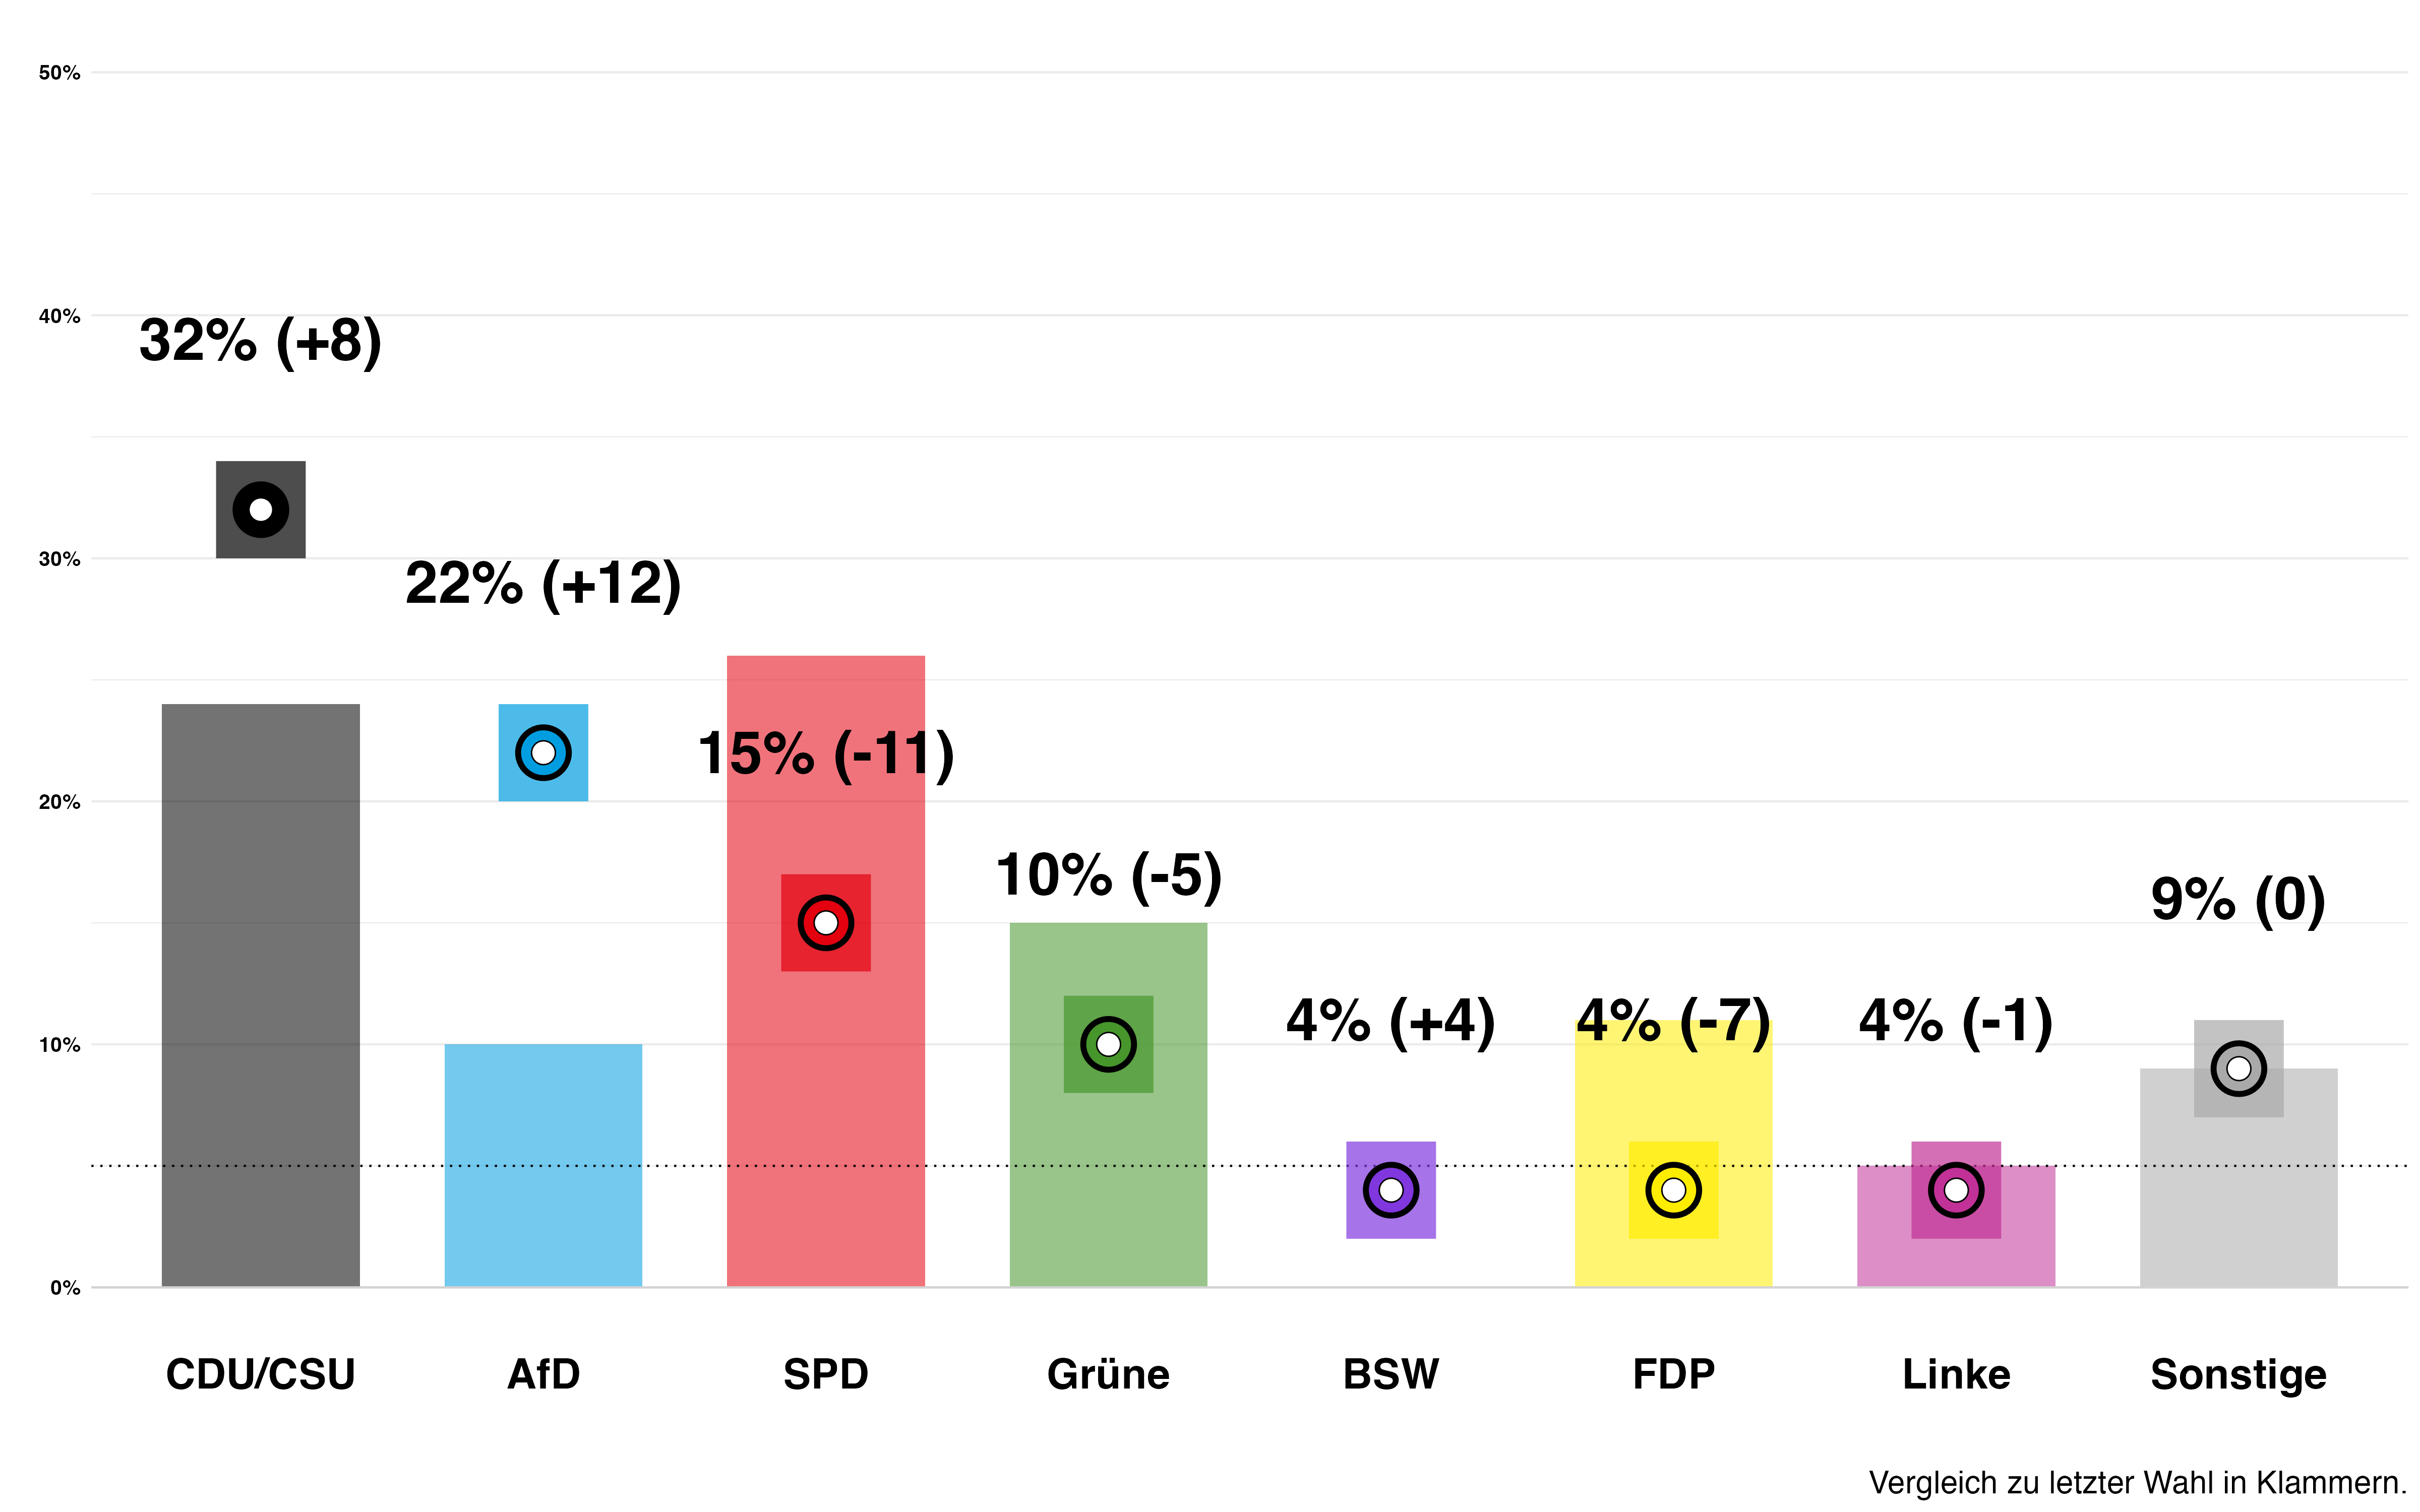 50%
40%
32% (+8)
30%
22% (+12)
15% (-11)
20%
10% (-5)
9% (0)
4% (+4)
4% (-7)
4% (-1)
10%
0%
CDU/CSU
AfD
SPD
Grüne
BSW
FDP
Linke
Sonstige
Vergleich zu letzter Wahl in Klammern.